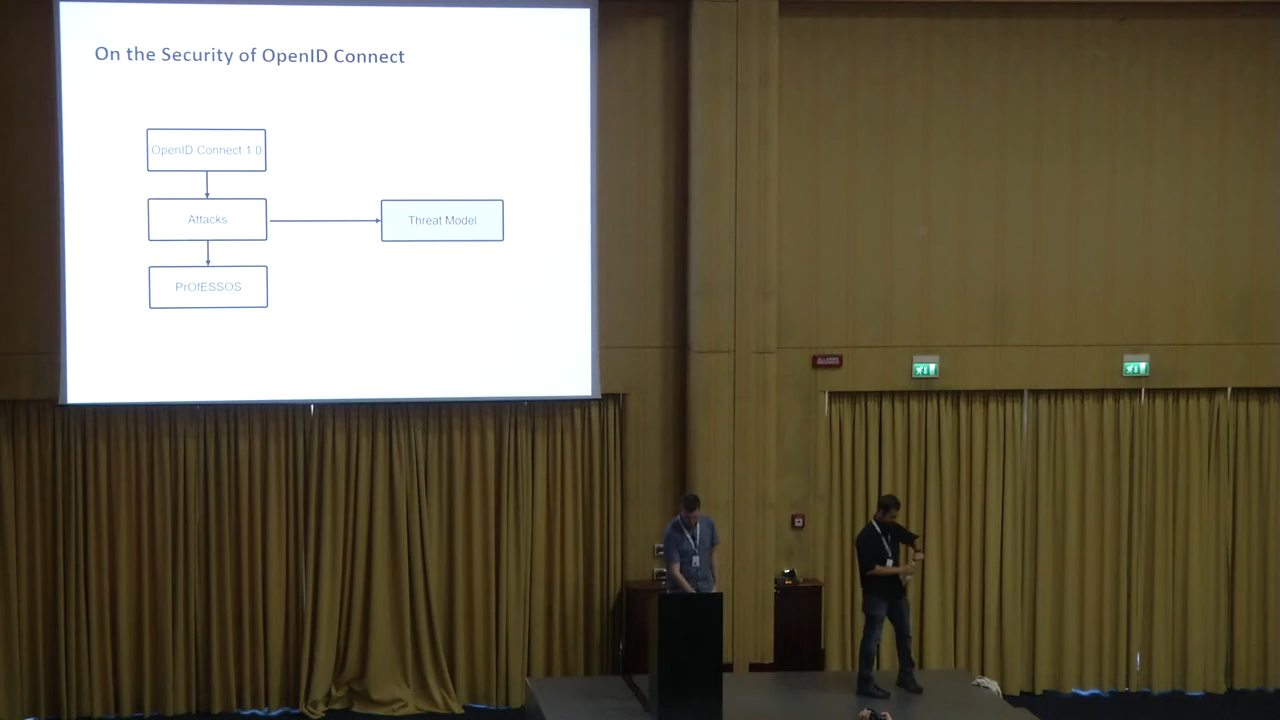 On the Security of OpenID Connect
OpenID Connect 1.0
Attacks
Threat Model
PrOfESSOS